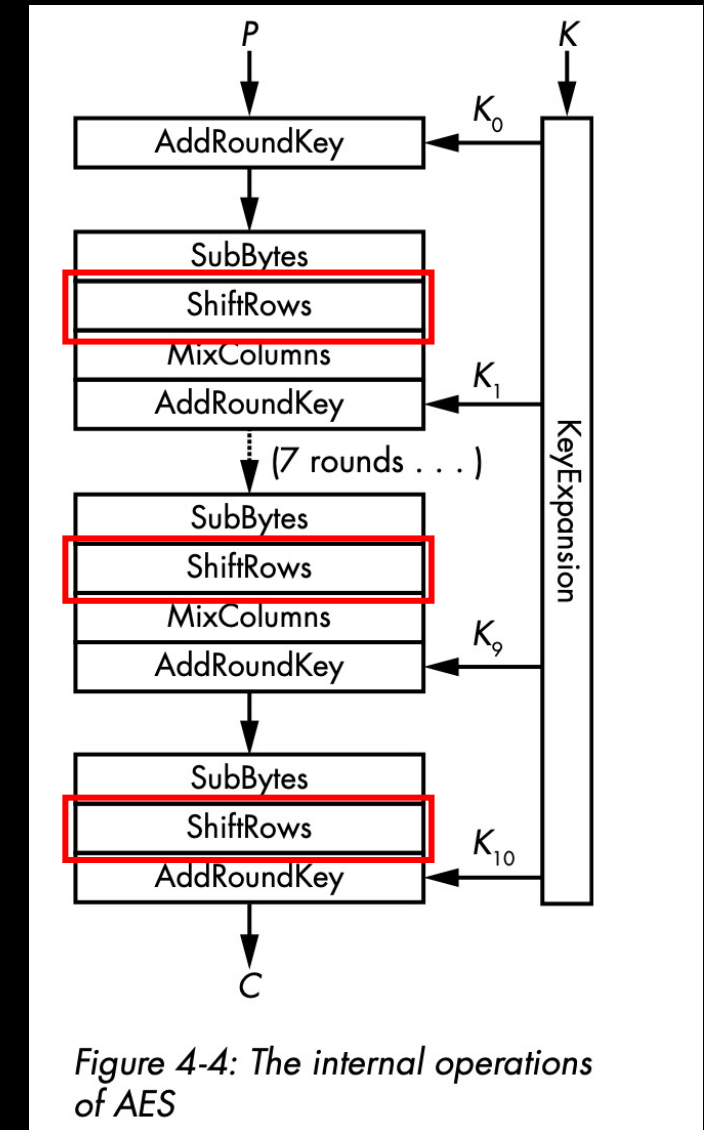 P
K
K0
AddRoundKey
SubBytes
ShiftRows
MixColumns
K1
AddRoundKey
(7 rounds . . . )
KeyExpansion
SubBytes
ShiftRows
MixColumns
K9
AddRoundKey
SubBytes
ShiftRows
K10
AddRoundKey
C
Figure 4-4: The internal operations
of AES